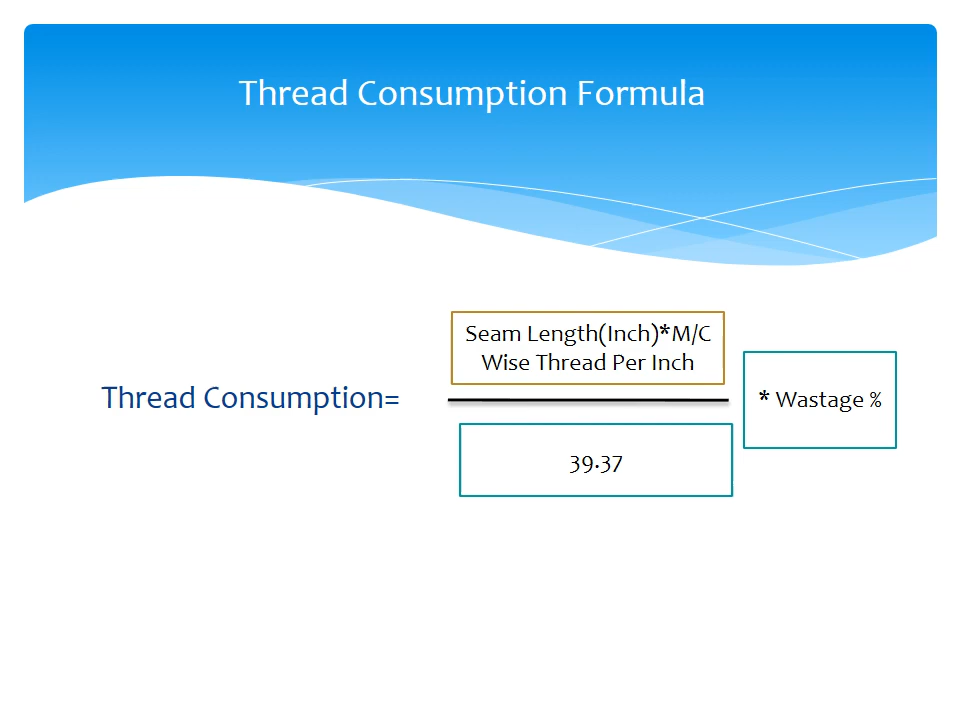 Thread Consumption Formula
Seam Length(Inch)*M/C
Wise Thread Per Inch
Thread Consumption=
* Wastage %
39.37